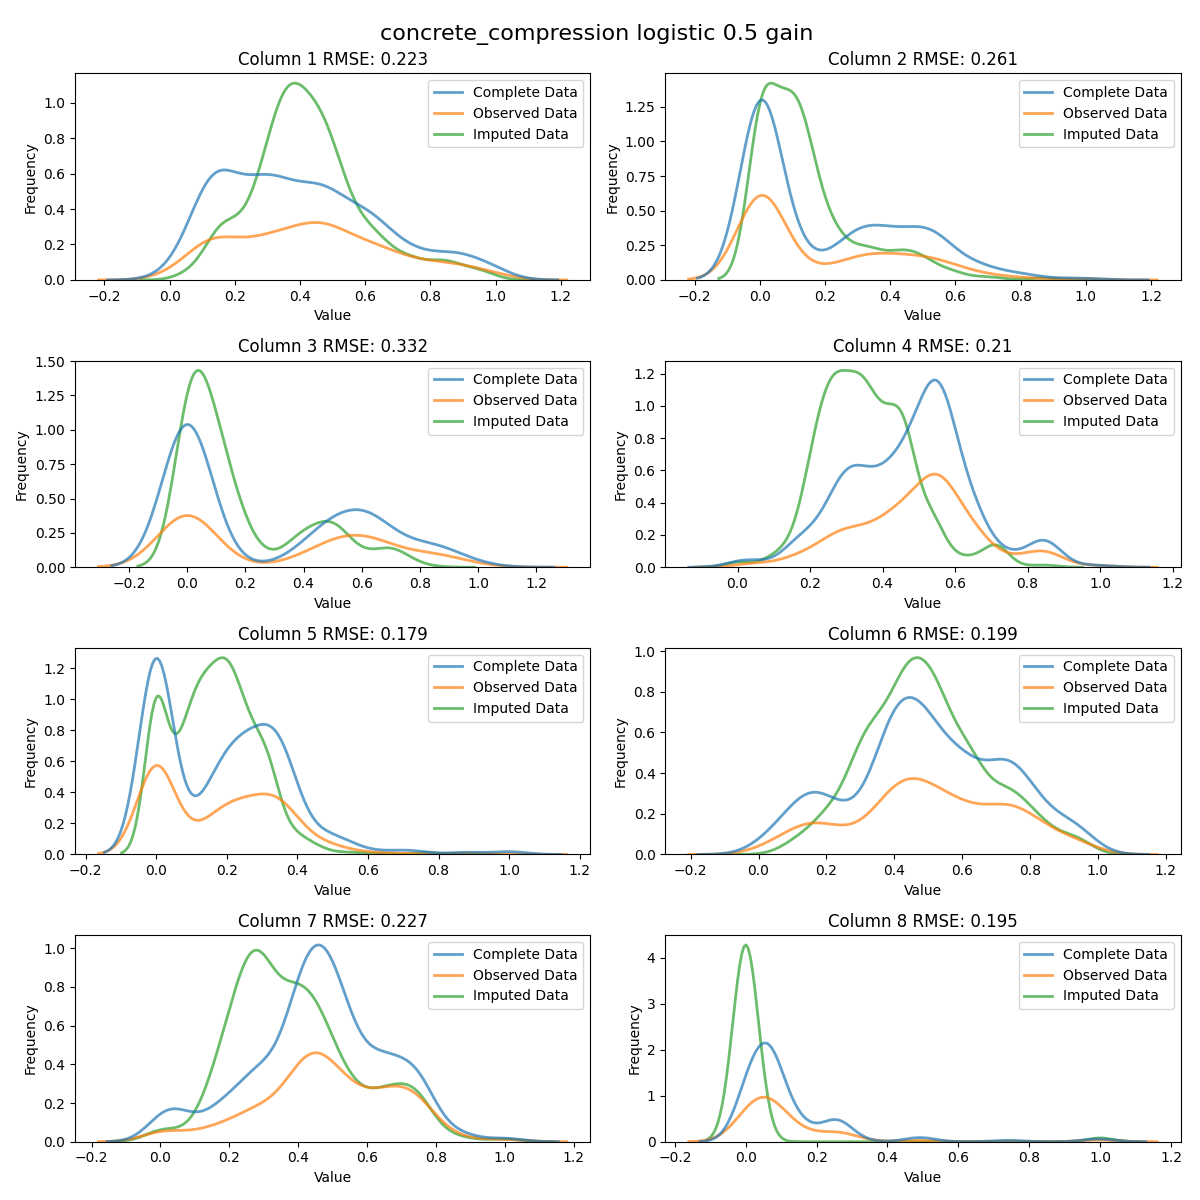 concrete_compression logistic 0.5 gain
Column 1 RMSE: 0.223
Complete Data
Observed Data
Imputed Data
Frequency
0.0
0.2
0.4
0.6
0.8
1.0
−0.2 0.0 0.2 0.4 0.6 0.8 1.0 1.2
Value
Column 2 RMSE: 0.261
Complete Data
Observed Data
Imputed Data
Frequency
0.00
0.25
0.50
0.75
1.00
1.25
−0.2 0.0 0.2 0.4 0.6 0.8 1.0 1.2
Value
Column 3 RMSE: 0.332
Complete Data
Observed Data
Imputed Data
Frequency
0.00
0.25
0.50
0.75
1.00
1.25
1.50
−0.2 0.0 0.2 0.4 0.6 0.8 1.0 1.2
Value
Column 4 RMSE: 0.21
Complete Data
Observed Data
Imputed Data
Frequency
0.0
0.2
0.4
0.6
0.8
1.0
1.2
0.0 0.2 0.4 0.6 0.8 1.0 1.2
Value
Column 5 RMSE: 0.179
Complete Data
Observed Data
Imputed Data
Frequency
0.0
0.2
0.4
0.6
0.8
1.0
1.2
−0.2 0.0 0.2 0.4 0.6 0.8 1.0 1.2
Value
Column 6 RMSE: 0.199
Complete Data
Observed Data
Imputed Data
Frequency
0.0
0.2
0.4
0.6
0.8
1.0
−0.2 0.0 0.2 0.4 0.6 0.8 1.0 1.2
Value
Column 7 RMSE: 0.227
Complete Data
Observed Data
Imputed Data
Frequency
0.0
0.2
0.4
0.6
0.8
1.0
−0.2 0.0 0.2 0.4 0.6 0.8 1.0 1.2
Value
Column 8 RMSE: 0.195
Complete Data
Observed Data
Imputed Data
Frequency
0
1
2
3
4
−0.2 0.0 0.2 0.4 0.6 0.8 1.0 1.2
Value